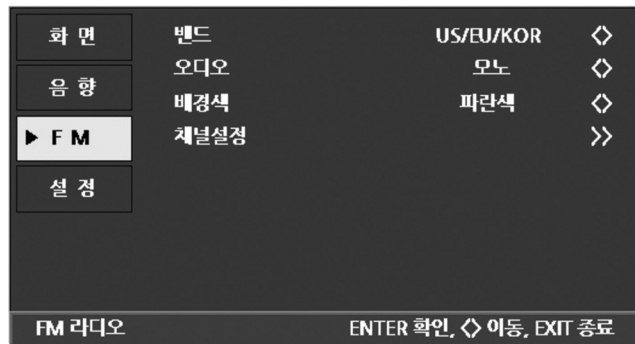 화 면
음 향
▶ F M
설 정
밴드 US/EU/KOR <>
오디오 모노 <>
배경색 파란색 <>
채널설정 >>
FM 라디오 ENTER 확인, <> 이동, EXIT 종료